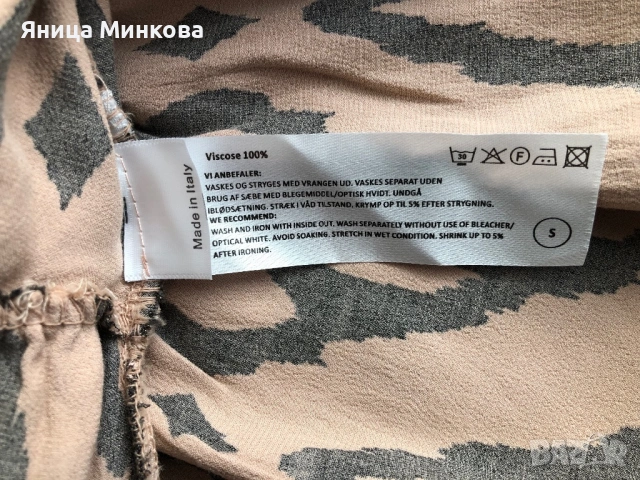 Яница Минкова
Made in Italy
Viscose 100%
30
F
VI ANBEFALER:
VASKES OG STRYGES MED VRANGEN UD. VASKES SEPARAT UDEN
BRUG AF SÆBE MED BLEGEMIDDEL/OPTISK HVIDT. UNDGÅ
IBLØDSÆTNING. STRÆK I VÅD TILSTAND. KRYMP OP TIL 5% EFTER STRYGNING.
WE RECOMMEND:
WASH AND IRON WITH INSIDE OUT. WASH SEPARATELY WITHOUT USE OF BLEACHER/
OPTICAL WHITE. AVOID SOAKING. STRETCH IN WET CONDITION. SHRINK UP TO 5%
AFTER IRONING.
S
BAZAR